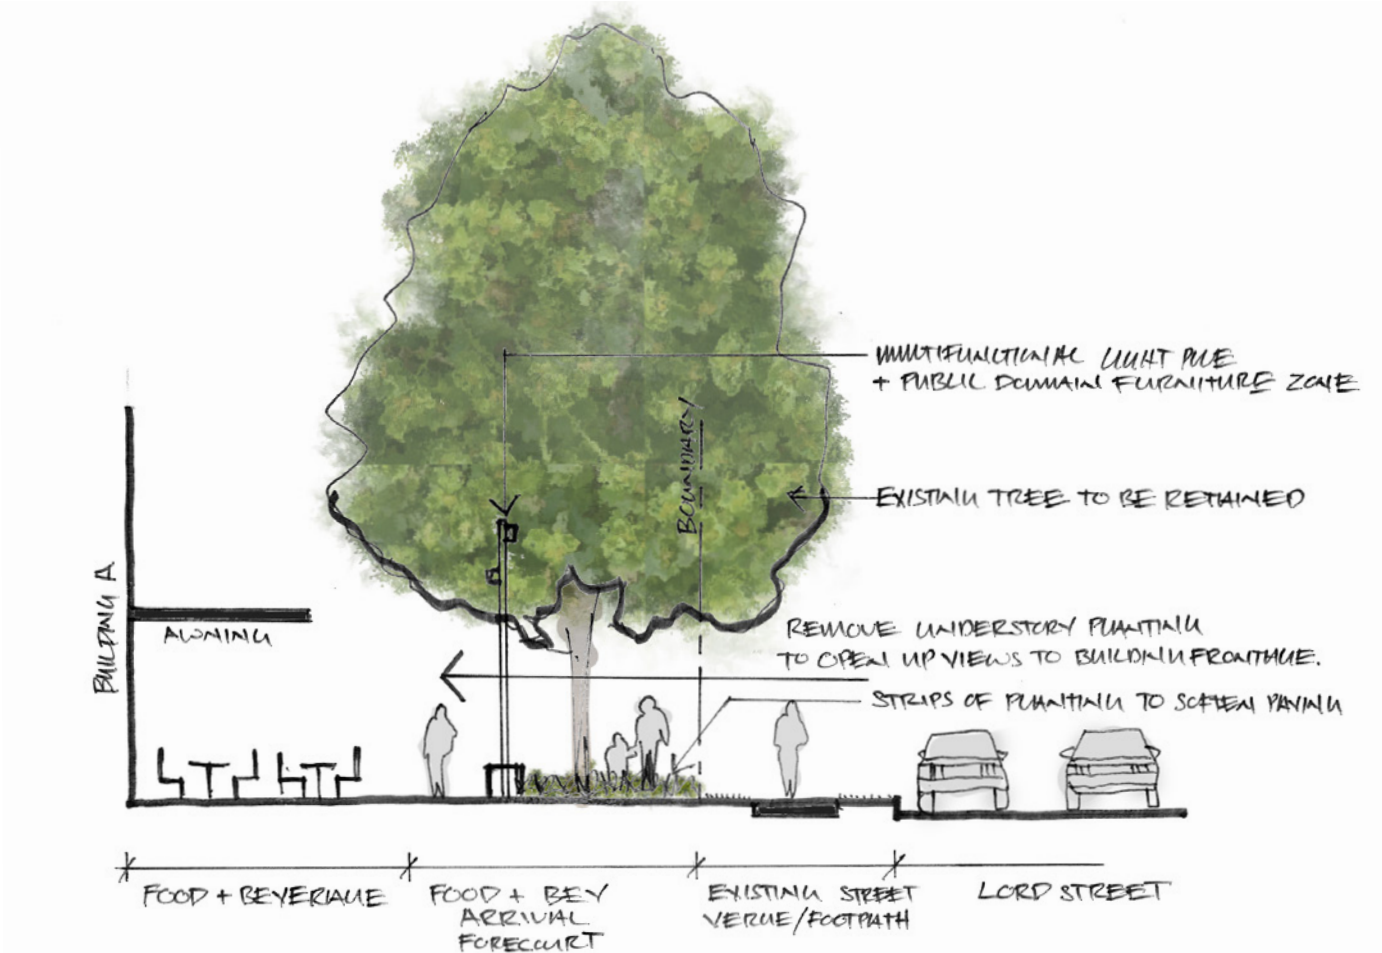 MULTIFUNCTIONAL LIGHT POLE
+ PUBLIC DOMAIN FURNITURE ZONE
BOUNDARY
EXISTING TREE TO BE RETAINED
BUILDING A
AWNING
REMOVE UNDERSTORY PLANTING
TO OPEN UP VIEWS TO BUILDING FRONTAGE.
STRIPS OF PLANTING TO SOFTEN PAVING
FOOD + BEVERAGE
FOOD + BEV
ARRIVAL
FORECOURT
EXISTING STREET
VERGE/FOOTPATH
LORD STREET